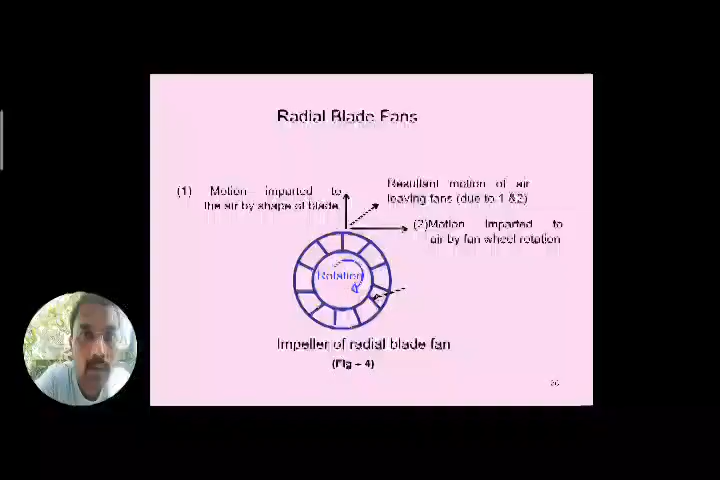 Radial Blade Fans
(1) Motion imparted to
the air by shape of blade
Resultant motion of air
leaving fans (due to 1 &2)
(2)Motion Imparted to
air by fan wheel rotation
Rotation
Impeller of radial blade fan
(Fig - 4)